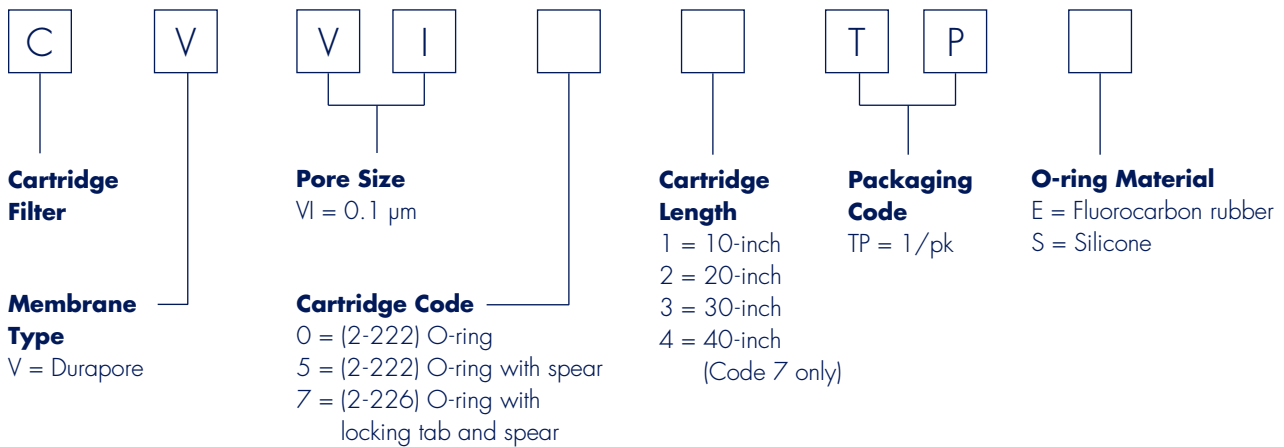 C V V I T P
Cartridge
Filter
Membrane
Type
V = Durapore
Pore Size
VI = 0.1 µm
Cartridge Code
0 = (2-222) O-ring
5 = (2-222) O-ring with spear
7 = (2-226) O-ring with
locking tab and spear
Cartridge
Length
1 = 10-inch
2 = 20-inch
3 = 30-inch
4 = 40-inch
(Code 7 only)
Packaging
Code
TP = 1/pk
O-ring Material
E = Fluorocarbon rubber
S = Silicone